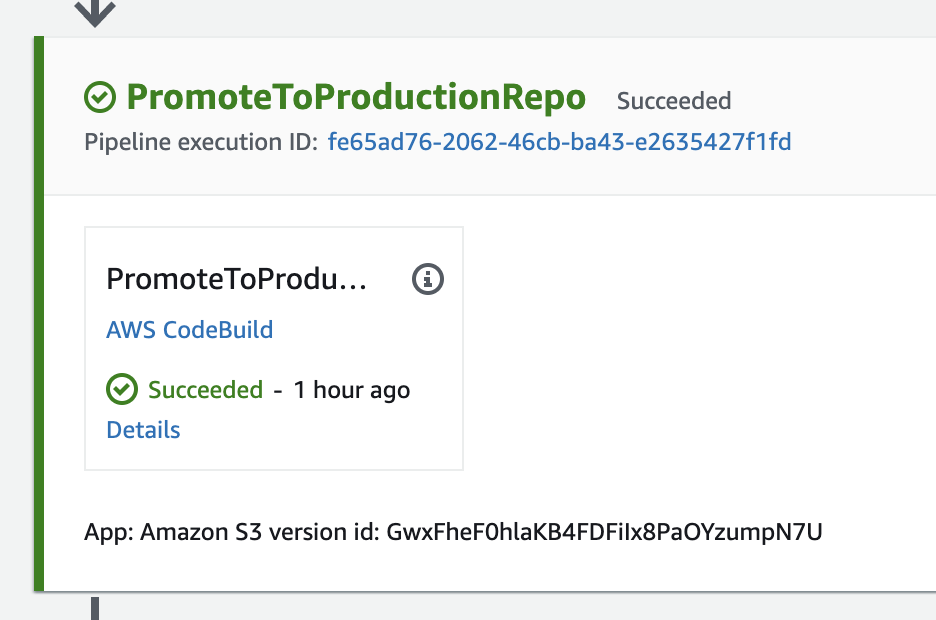 PromoteToProductionRepo Succeeded
Pipeline execution ID: fe65ad76-2062-46cb-ba43-e2635427f1fd
PromoteToProdu...
AWS CodeBuild
Succeeded - 1 hour ago
Details
App: Amazon S3 version id: GwxFheF0hlaKB4FDFiIx8PaOYzumpN7U